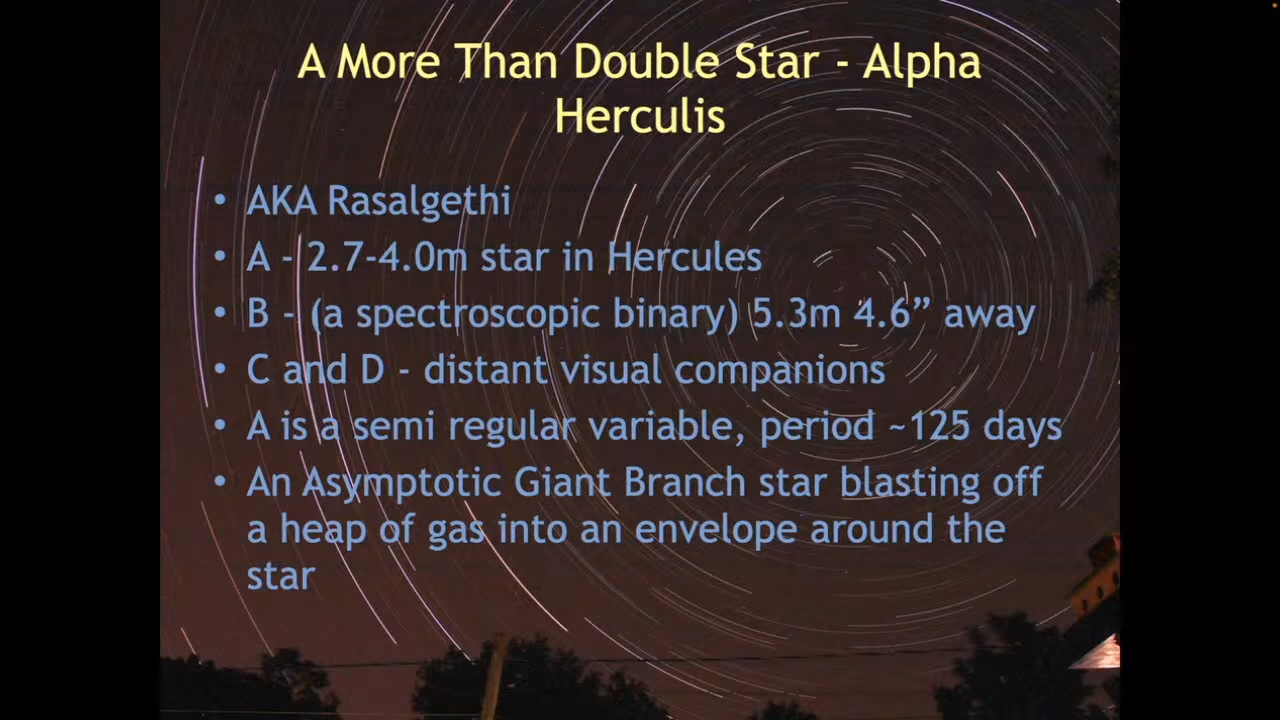 A More Than Double Star - Alpha
Herculis
• AKA Rasalgethi
• A - 2.7-4.0m star in Hercules
• B - (a spectroscopic binary) 5.3m 4.6” away
• C and D - distant visual companions
• A is a semi regular variable, period ~125 days
• An Asymptotic Giant Branch star blasting off
a heap of gas into an envelope around the
star